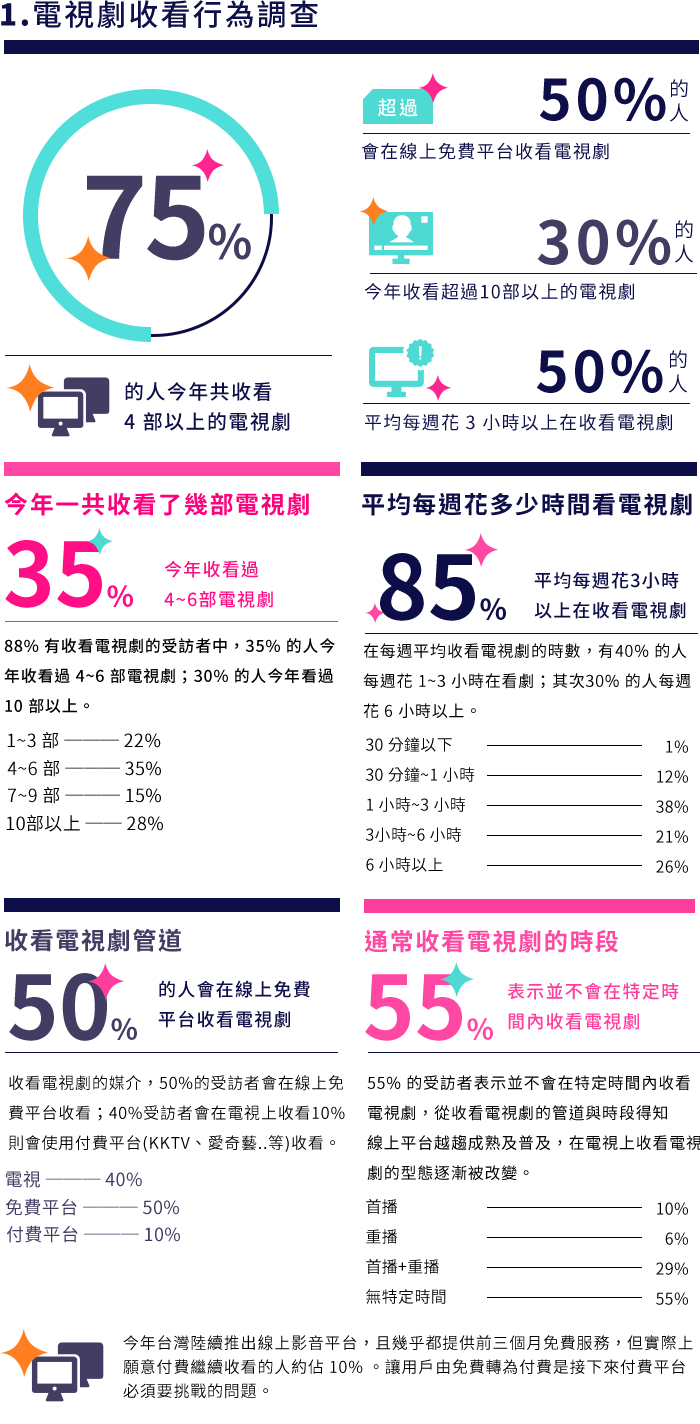 1.電視劇收看行為調查
75%
的人今年共收看
4 部以上的電視劇
超過
50%的人
會在線上免費平台收看電視劇
30%的人
今年收看超過10部以上的電視劇
50%的人
平均每週花 3 小時以上在收看電視劇
今年一共收看了幾部電視劇
35%
今年收看過
4~6部電視劇
88% 有收看電視劇的受訪者中，35% 的人今
年收看過 4~6 部電視劇；30% 的人今年看過
10 部以上。
1~3 部 ——— 22%
4~6 部 ——— 35%
7~9 部 ——— 15%
10部以上 —— 28%
平均每週花多少時間看電視劇
85%
平均每週花3小時
以上在收看電視劇
在每週平均收看電視劇的時數，有40% 的人
每週花 1~3 小時在看劇；其次30% 的人每週
花 6 小時以上。
30 分鐘以下 1%
30 分鐘~1 小時 12%
1 小時~3 小時 38%
3小時~6 小時 21%
6 小時以上 26%
收看電視劇管道
50%
的人會在線上免費
平台收看電視劇
收看電視劇的媒介，50%的受訪者會在線上免
費平台收看；40%受訪者會在電視上收看10%
則會使用付費平台(KKTV、愛奇藝..等)收看。
電視 ——— 40%
免費平台 ——— 50%
付費平台 ——— 10%
通常收看電視劇的時段
55%
表示並不會在特定時
間內收看電視劇
55% 的受訪者表示並不會在特定時間內收看
電視劇，從收看電視劇的管道與時段得知
線上平台越趨成熟及普及，在電視上收看電視
劇的型態逐漸被改變。
首播 10%
重播 6%
首播+重播 29%
無特定時間 55%
今年台灣陸續推出線上影音平台，且幾乎都提供前三個月免費服務，但實際上
願意付費繼續收看的人約佔 10% 。讓用戶由免費轉為付費是接下來付費平台
必須要挑戰的問題。